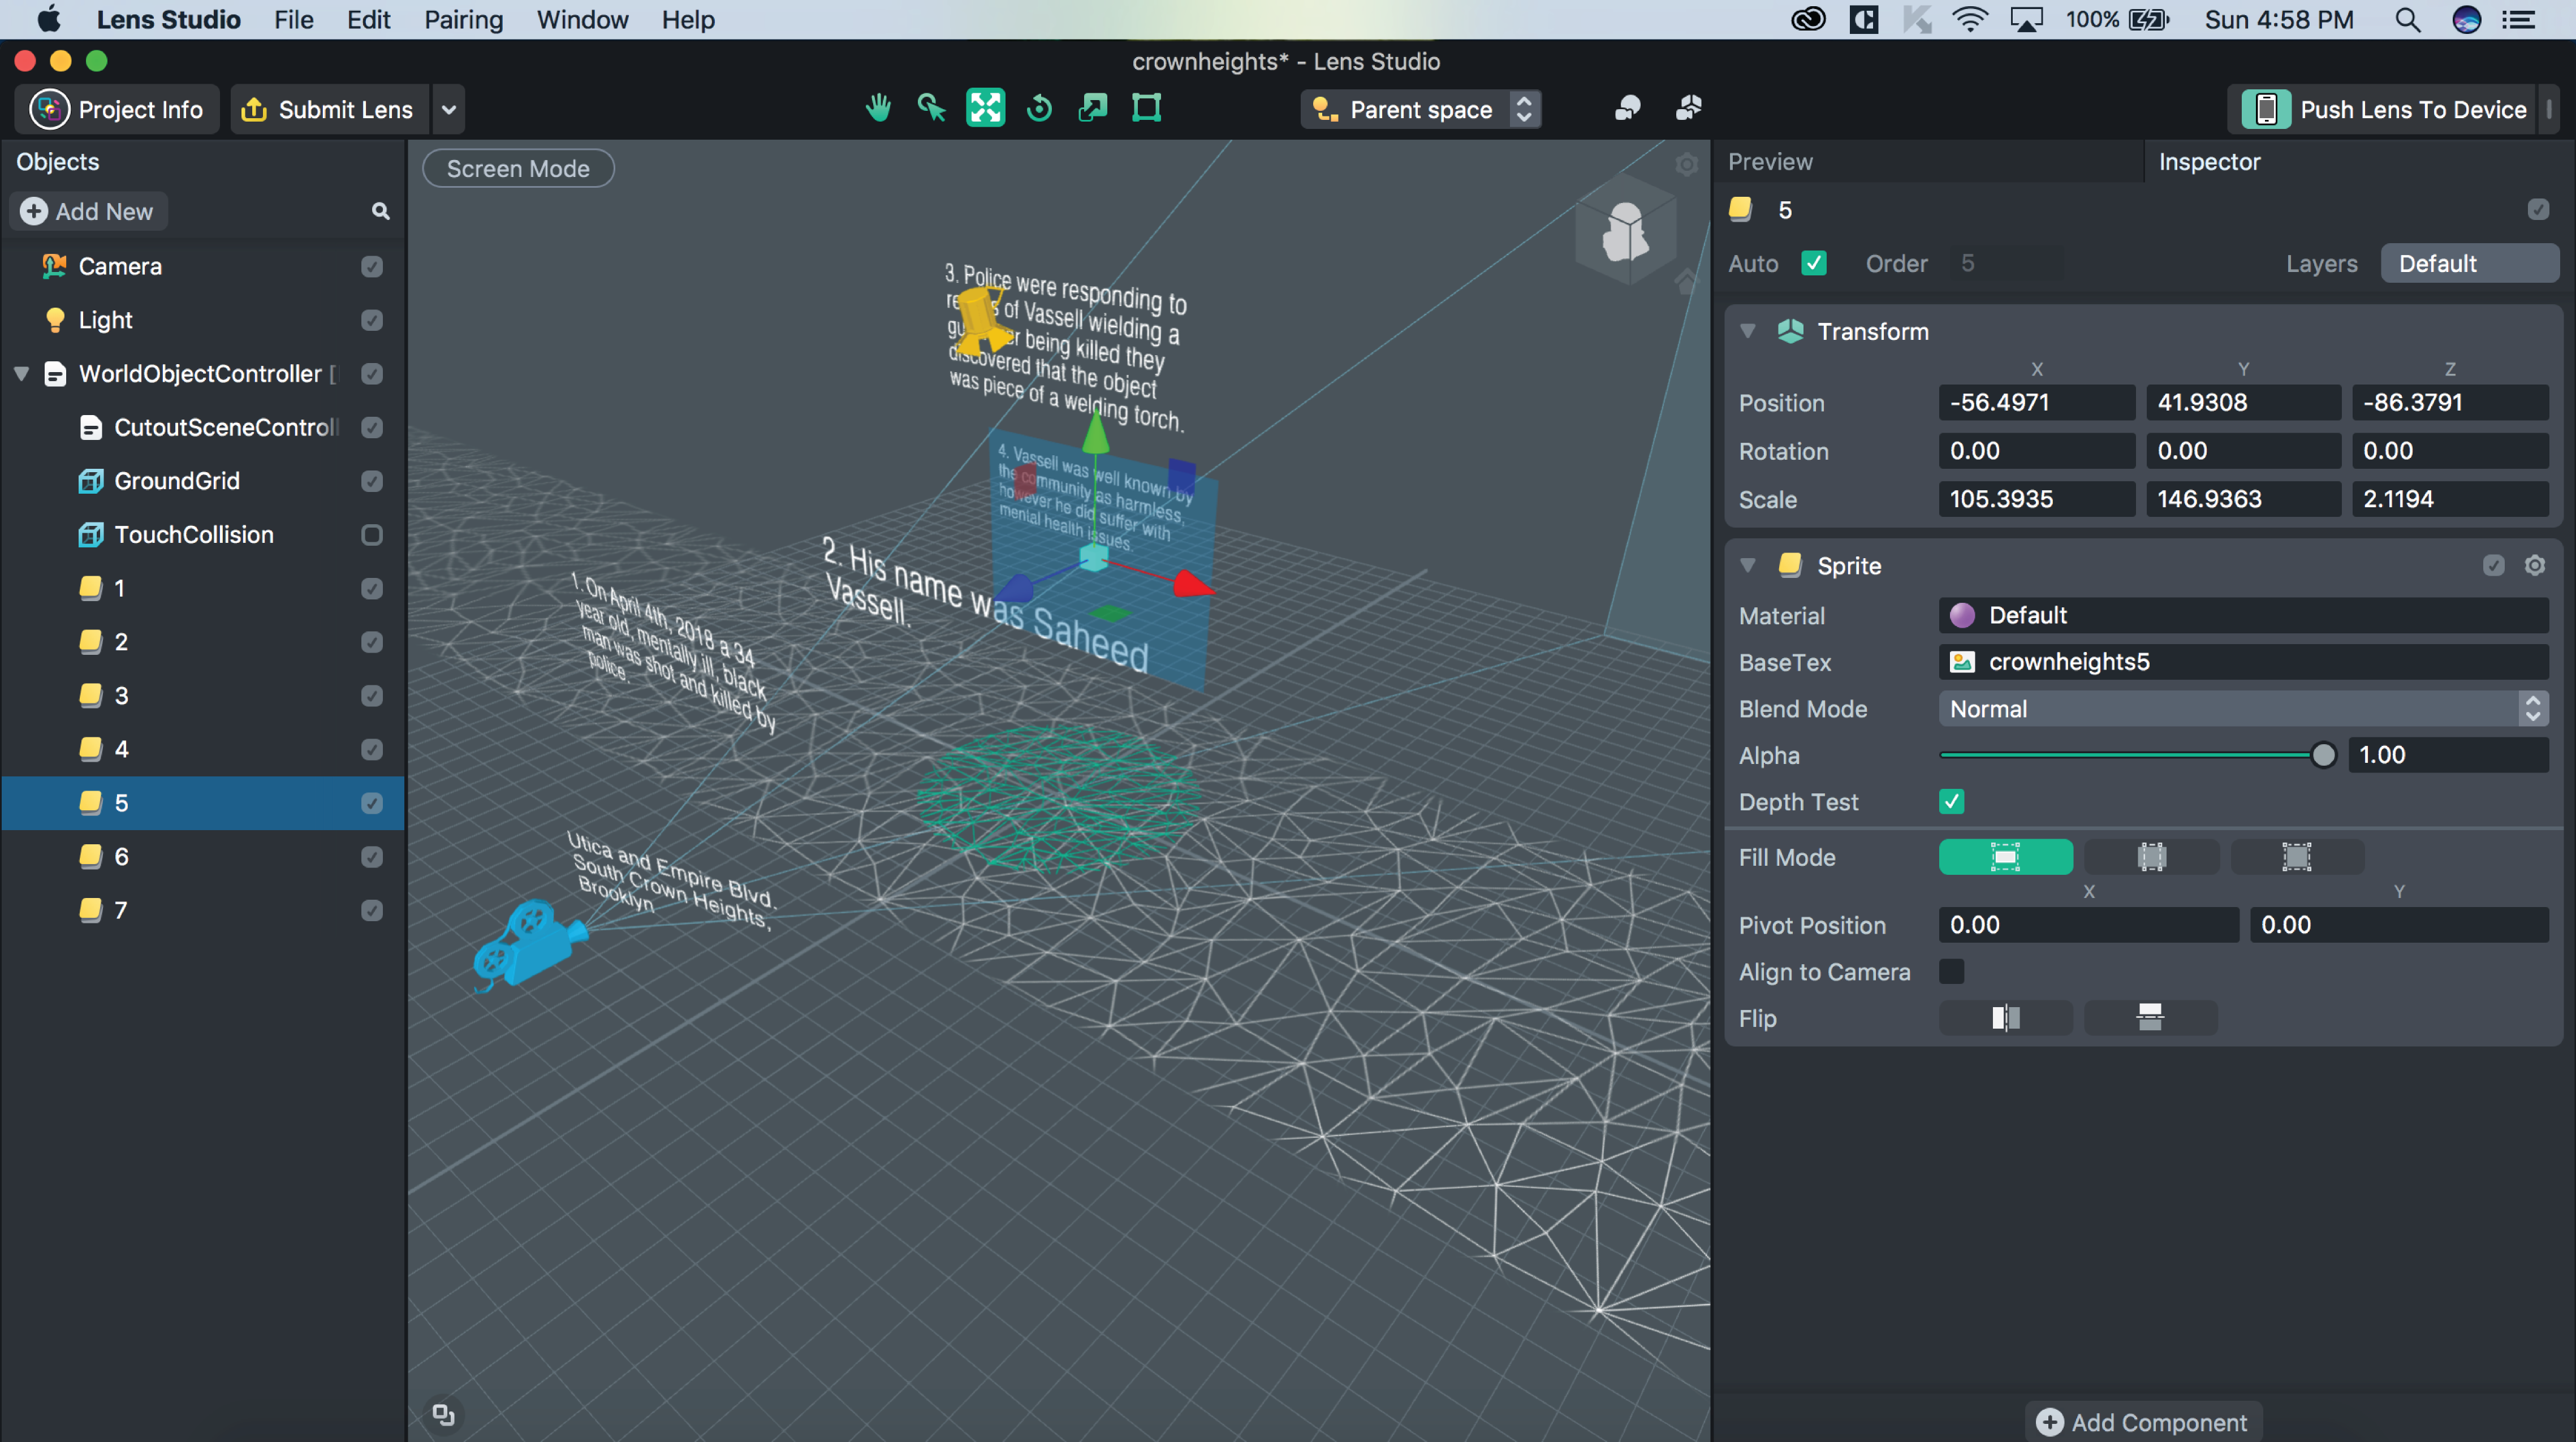 Lens Studio File Edit Pairing Window Help 100% Sun 4:58 PM
crownheights* - Lens Studio
Project Info Submit Lens Parent space Push Lens To Device
Objects
Screen Mode
Preview Inspector
Add New
5
Camera
Auto Order 5 Layers Default
Light
WorldObjectController [
CutoutSceneControll
GroundGrid
TouchCollision
1
2
3
4
5
6
7
3. Police were responding to
of Vassell wielding a
being killed they
discovered that the object
was piece of a welding torch.
4. Vassell was well known by
the community as harmless,
however he did suffer with
mental health issues.
2. His name was Saheed
Vassell.
1. On April 4th, 2018 a 34
year old, mentally ill, black
man was shot and killed by
police.
Utica and Empire Blvd.
South Crown Heights,
Brooklyn
Transform
X Y Z
Position -56.4971 41.9308 -86.3791
Rotation 0.00 0.00 0.00
Scale 105.3935 146.9363 2.1194
Sprite
Material Default
BaseTex crownheights5
Blend Mode Normal
Alpha 1.00
Depth Test
Fill Mode
X Y
Pivot Position 0.00 0.00
Align to Camera
Flip
Add Component